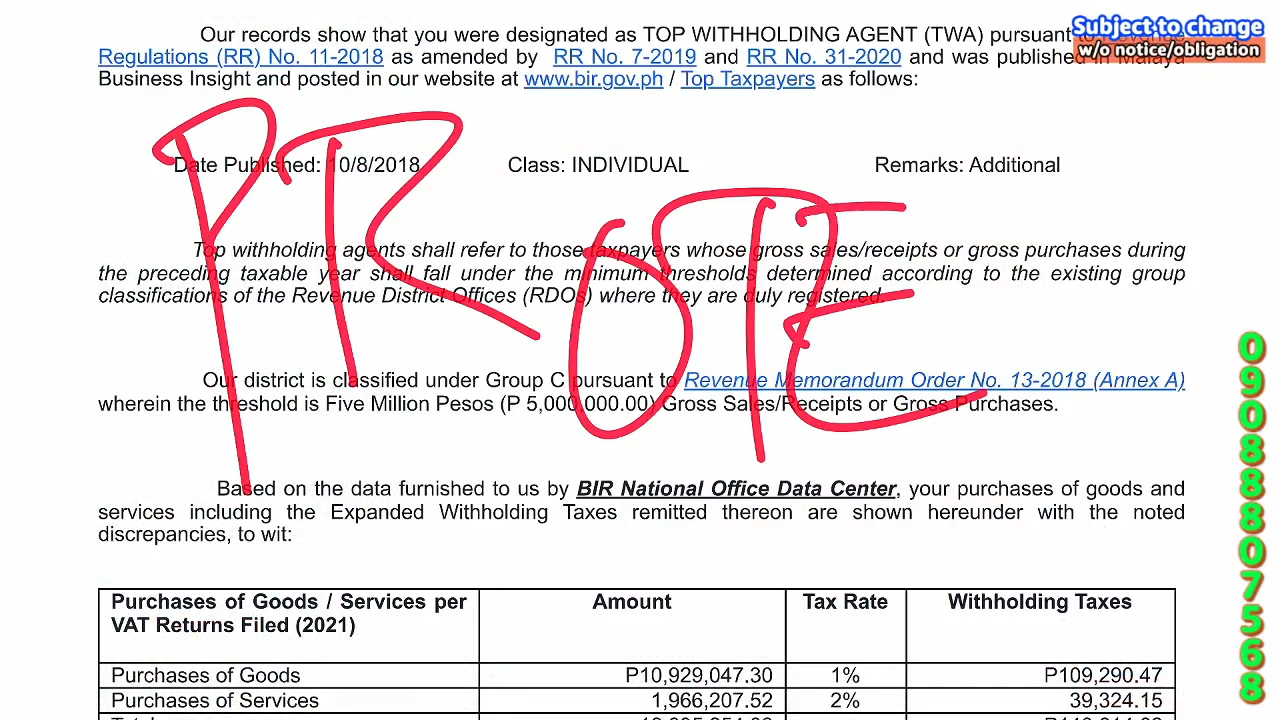 Subject to change
w/o notice/obligation
Our records show that you were designated as TOP WITHHOLDING AGENT (TWA) pursuant
Regulations (RR) No. 11-2018 as amended by RR No. 7-2019 and RR No. 31-2020 and was published in Malaya
Business Insight and posted in our website at www.bir.gov.ph / Top Taxpayers as follows:
Date Published: 10/8/2018 Class: INDIVIDUAL Remarks: Additional
PROTE
Top withholding agents shall refer to those taxpayers whose gross sales/receipts or gross purchases during
the preceding taxable year shall fall under the minimum thresholds determined according to the existing group
classifications of the Revenue District Offices (RDOs) where they are duly registered.
Our district is classified under Group C pursuant to Revenue Memorandum Order No. 13-2018 (Annex A)
wherein the threshold is Five Million Pesos (P 5,000,000.00) Gross Sales/Receipts or Gross Purchases.
Based on the data furnished to us by BIR National Office Data Center, your purchases of goods and
services including the Expanded Withholding Taxes remitted thereon are shown hereunder with the noted
discrepancies, to wit:
Purchases of Goods / Services per Amount Tax Rate Withholding Taxes
VAT Returns Filed (2021)
Purchases of Goods P10,929,047.30 1% P109,290.47
Purchases of Services 1,966,207.52 2% 39,324.15
09088807568